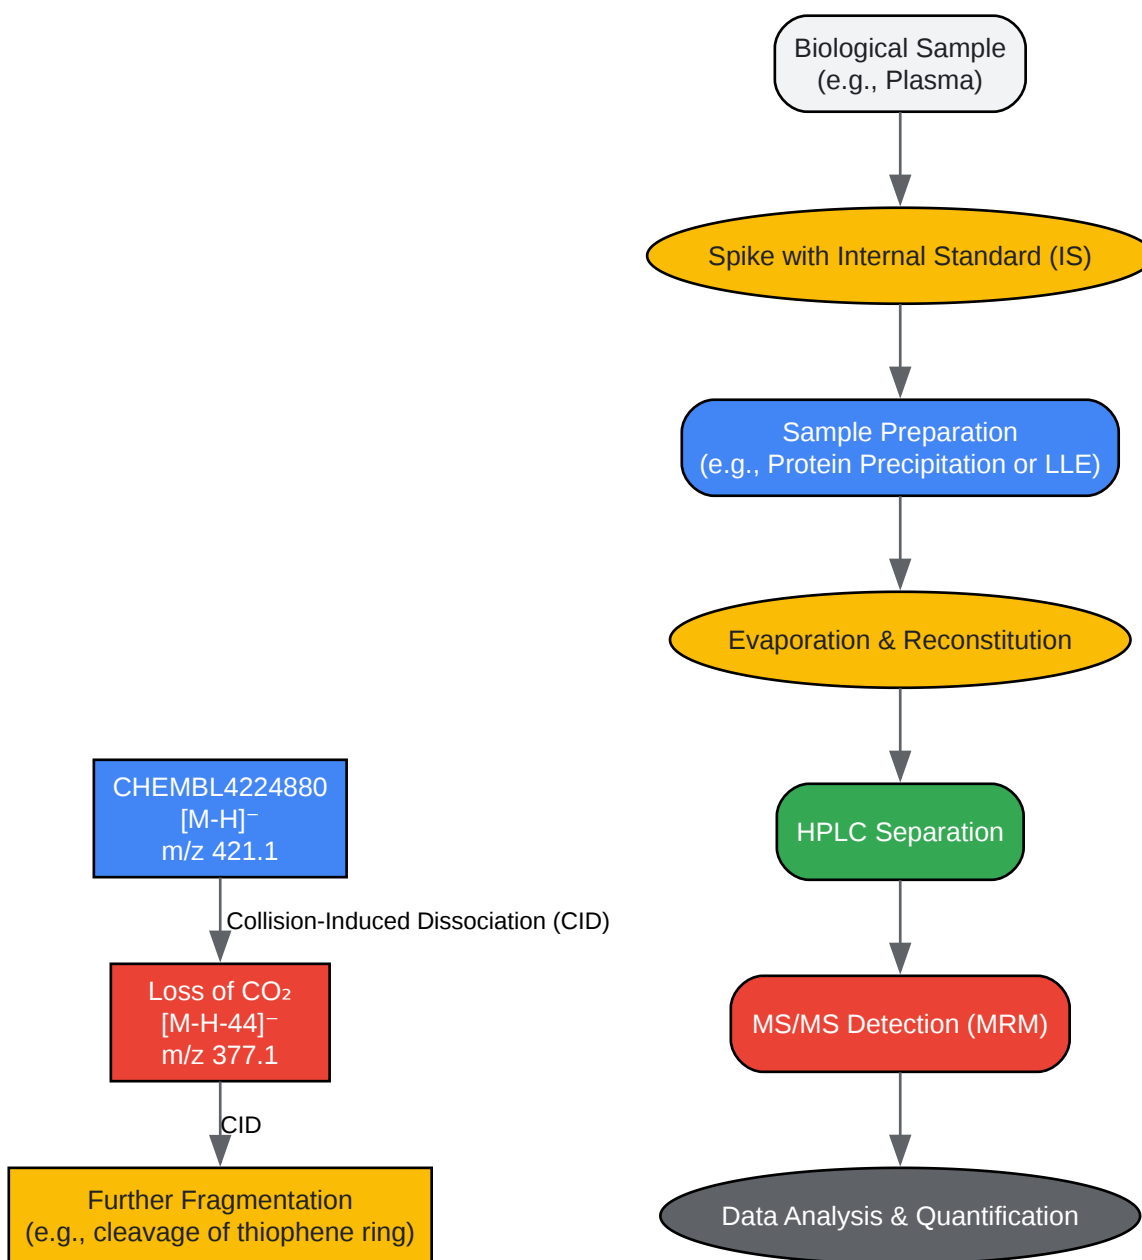 Biological Sample
(e.g., Plasma)
Spike with Internal Standard (IS)
Sample Preparation
(e.g., Protein Precipitation or LLE)
Evaporation & Reconstitution
HPLC Separation
MS/MS Detection (MRM)
Data Analysis & Quantification
CHEMBL4224880
[M-H]⁻
m/z 421.1
Collision-Induced Dissociation (CID)
Loss of CO₂
[M-H-44]⁻
m/z 377.1
CID
Further Fragmentation
(e.g., cleavage of thiophene ring)